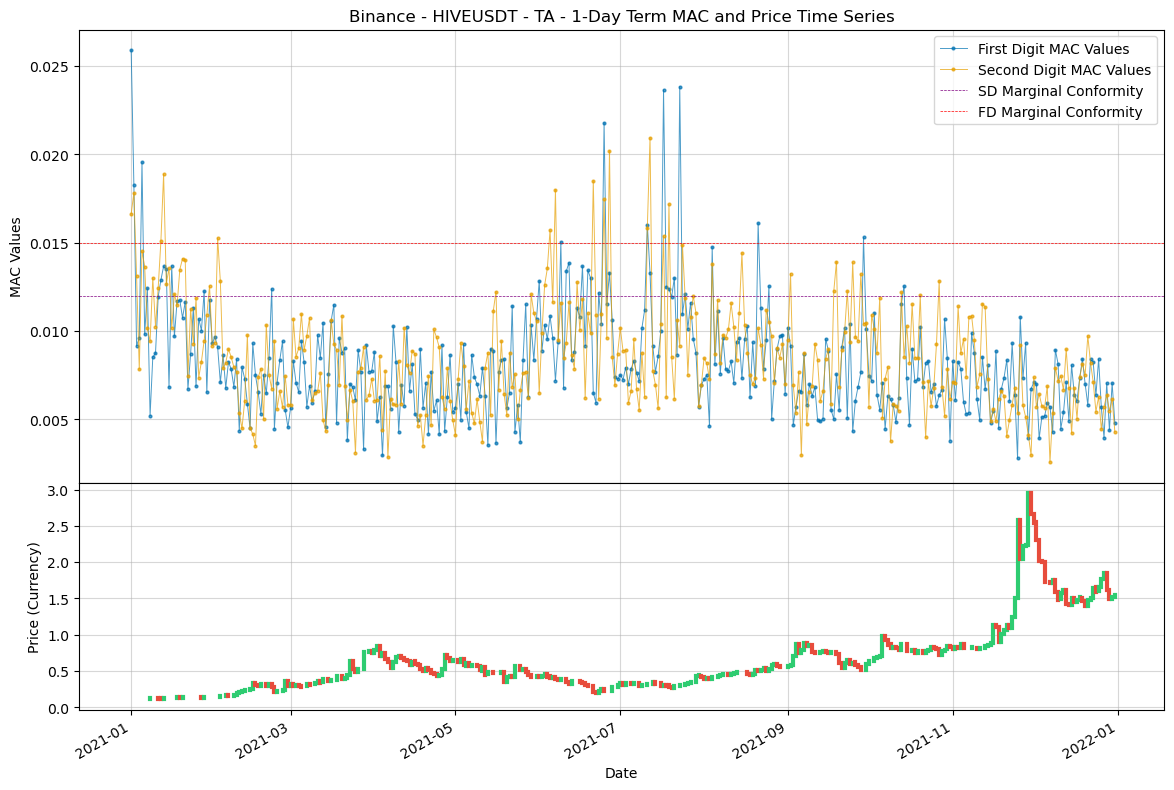 Binance - HIVEUSDT - TA - 1-Day Term MAC and Price Time Series
First Digit MAC Values
Second Digit MAC Values
SD Marginal Conformity
FD Marginal Conformity
MAC Values
0.025
0.020
0.015
0.010
0.005
Price (Currency)
3.0
2.5
2.0
1.5
1.0
0.5
0.0
2021-01
2021-03
2021-05
2021-07
2021-09
2021-11
2022-01
Date